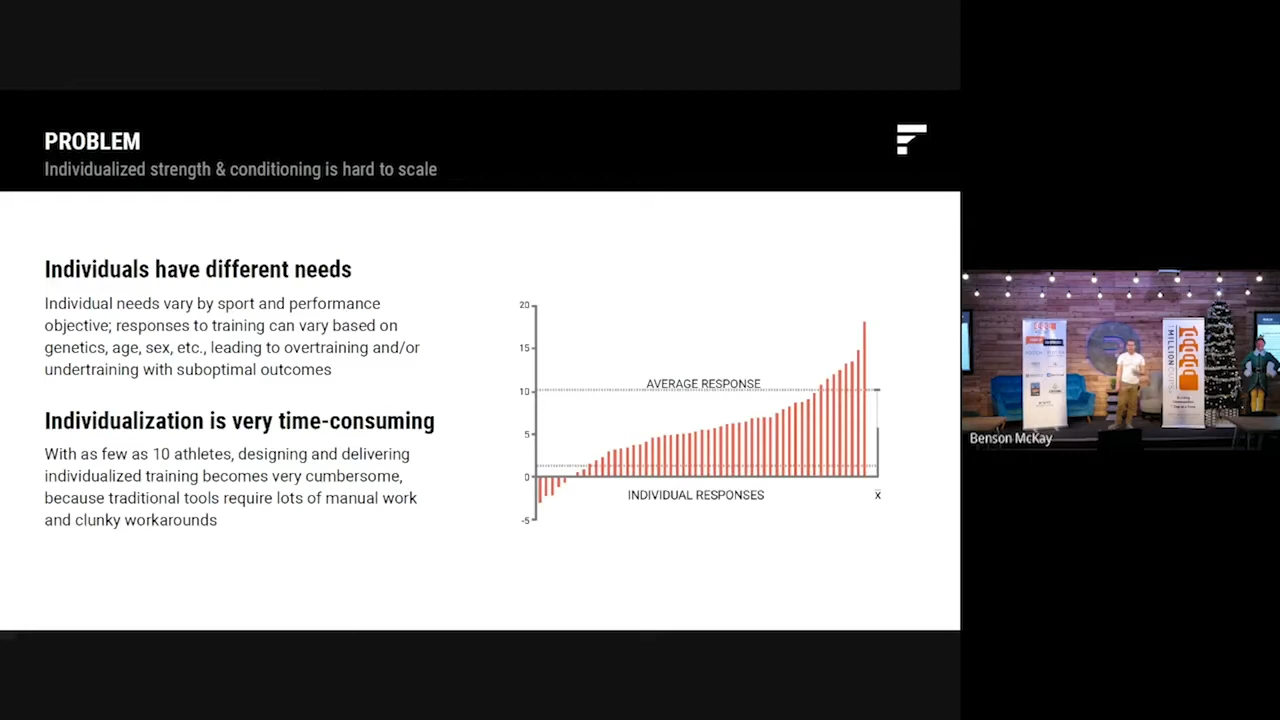 PROBLEM
Individualized strength & conditioning is hard to scale
Individuals have different needs
Individual needs vary by sport and performance
objective; responses to training can vary based on
genetics, age, sex, etc., leading to overtraining and/or
undertraining with suboptimal outcomes
Individualization is very time-consuming
With as few as 10 athletes, designing and delivering
individualized training becomes very cumbersome,
because traditional tools require lots of manual work
and clunky workarounds
20
15
AVERAGE RESPONSE
10
5
0
INDIVIDUAL RESPONSES
x̄
-5
1 MILLION CUPS
Benson McKay